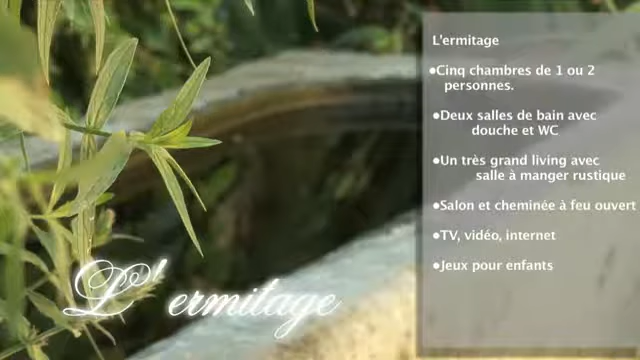 L'ermitage
●Cinq chambres de 1 ou 2
personnes.
●Deux salles de bain avec
douche et WC
●Un très grand living avec
salle à manger rustique
●Salon et cheminée à feu ouvert
●TV, vidéo, internet
●Jeux pour enfants
L'ermitage